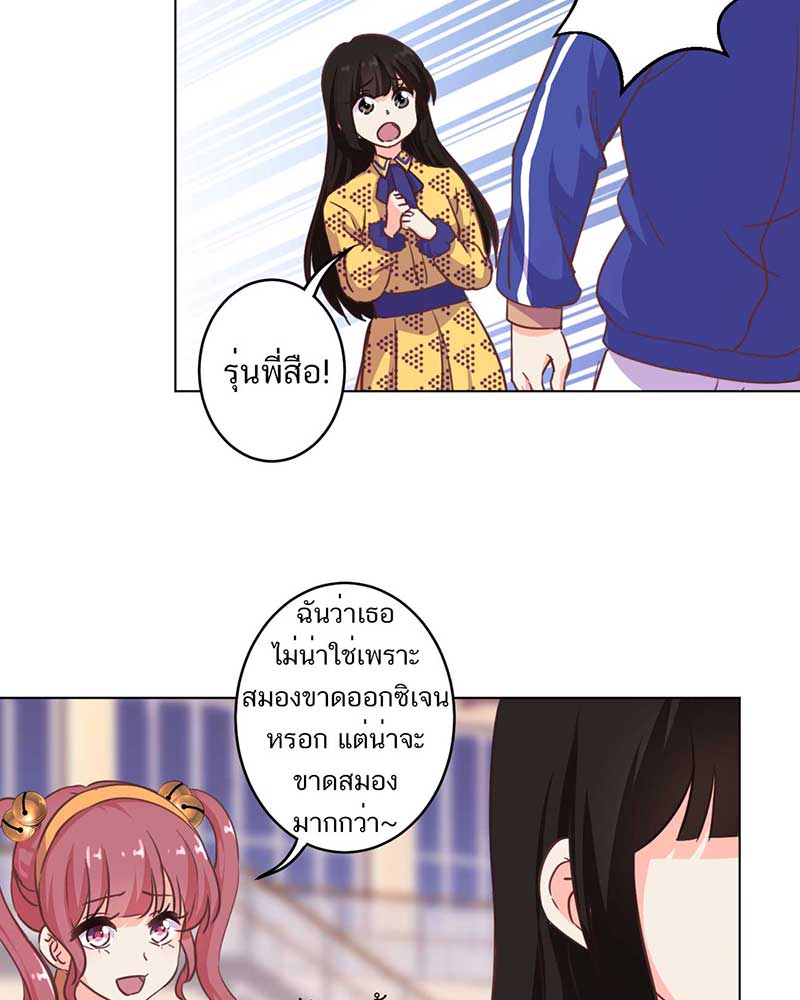 รุ่นพี่สือ!
ฉันว่าเธอ
ไม่น่าใช่เพราะ
สมองขาดออกซิเจน
หรอก แต่น่าจะ
ขาดสมอง
มากกว่า~